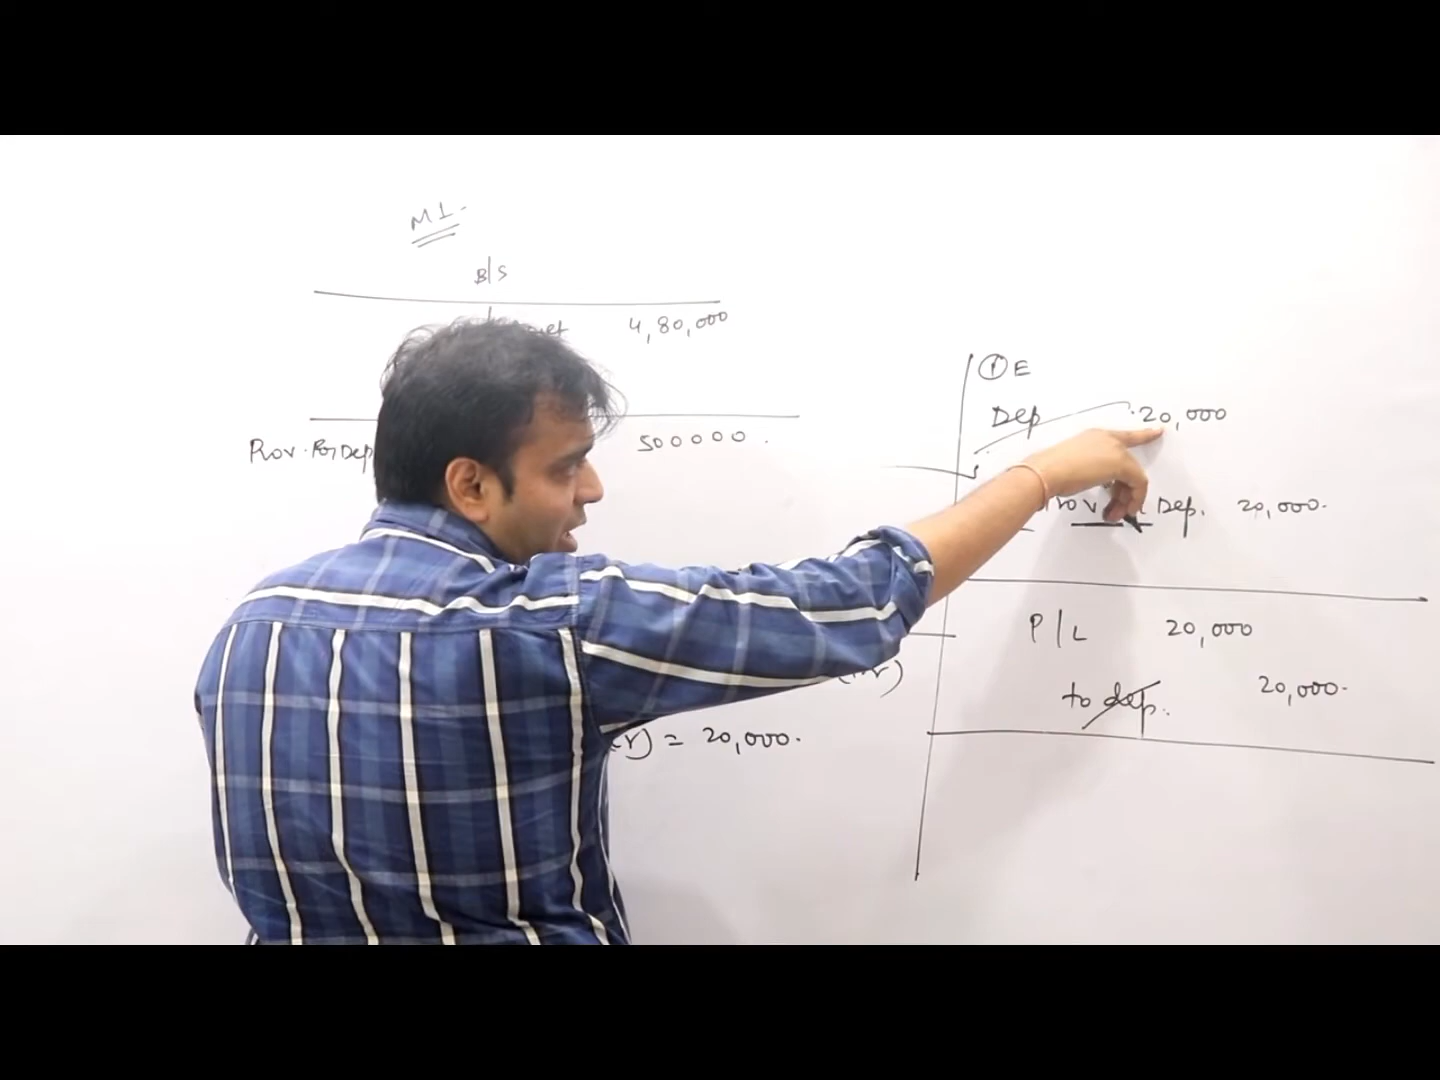 M1.
B/S
4,80,000
Prov. For Dep
500000.
= 20,000.
① E
Dep 20,000
Dep. 20,000.
P/L 20,000
to dep. 20,000.